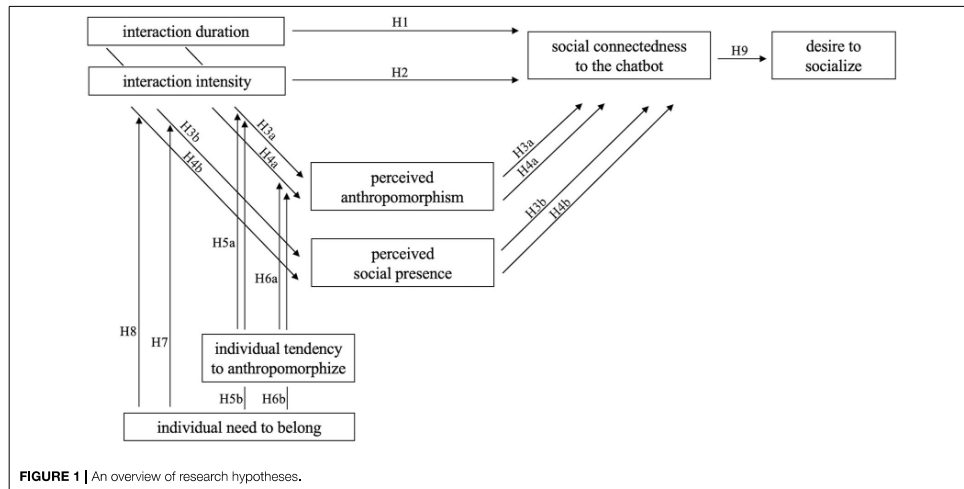 interaction duration
H1
social connectedness
to the chatbot
H9
desire to
socialize
interaction intensity
H2
H3a
H4a
H3b
H4b
H3a
H4a
H3b
H4b
perceived
anthropomorphism
perceived
social presence
H5a
H6a
H8
H7
individual tendency
to anthropomorphize
H5b
H6b
individual need to belong
FIGURE 1 | An overview of research hypotheses.